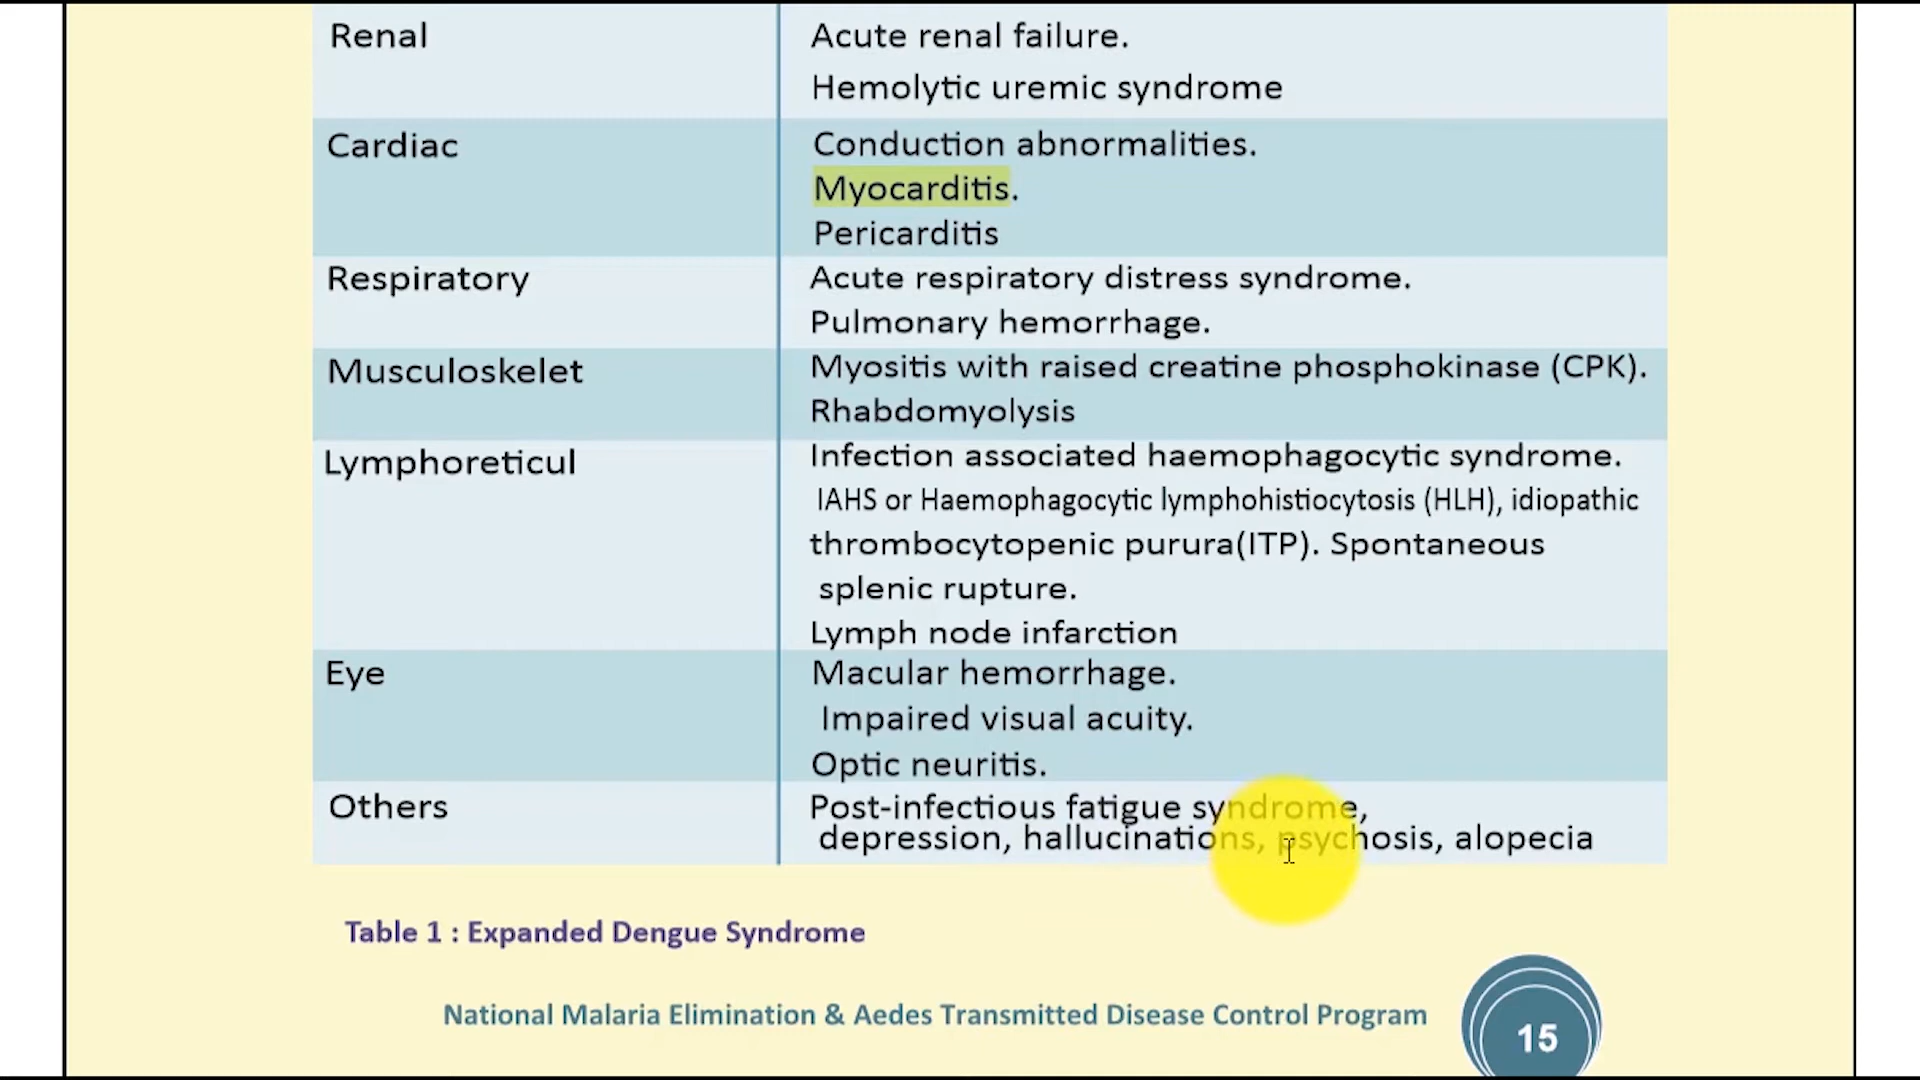 Renal
Acute renal failure.
Hemolytic uremic syndrome
Cardiac
Conduction abnormalities.
Myocarditis.
Pericarditis
Respiratory
Acute respiratory distress syndrome.
Pulmonary hemorrhage.
Musculoskelet
Myositis with raised creatine phosphokinase (CPK).
Rhabdomyolysis
Lymphoreticul
Infection associated haemophagocytic syndrome.
IAHS or Haemophagocytic lymphohistiocytosis (HLH), idiopathic
thrombocytopenic purura(ITP). Spontaneous
splenic rupture.
Lymph node infarction
Eye
Macular hemorrhage.
Impaired visual acuity.
Optic neuritis.
Others
Post-infectious fatigue syndrome,
depression, hallucinations, psychosis, alopecia
Table 1 : Expanded Dengue Syndrome
National Malaria Elimination & Aedes Transmitted Disease Control Program
15